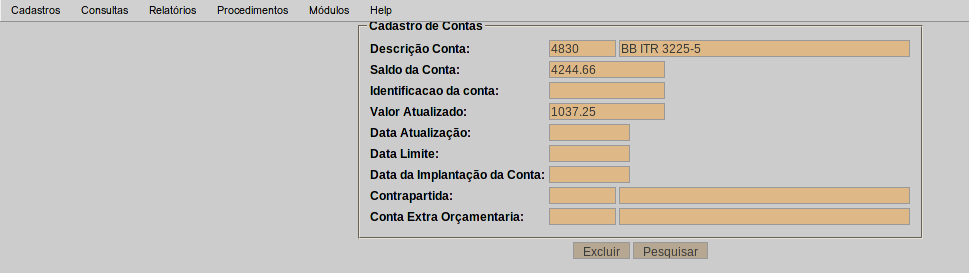 Cadastros Consultas Relatórios Procedimentos Módulos Help
Cadastro de Contas
Descrição Conta: 4830 BB ITR 3225-5
Saldo da Conta: 4244.66
Identificacao da conta:
Valor Atualizado: 1037.25
Data Atualização:
Data Limite:
Data da Implantação da Conta:
Contrapartida:
Conta Extra Orçamentaria:
Excluir Pesquisar